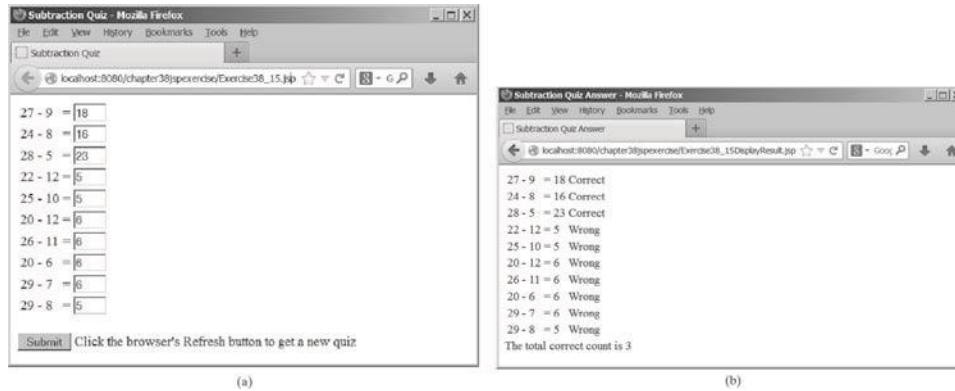 Subtraction Quiz - Mozilla Firefox
File Edit View History Bookmarks Tools Help
Subtraction Quiz
localhost:8080/chapter38jspexercise/Exercise38_15.jsp
27 - 9 = 18
24 - 8 = 16
28 - 5 = 23
22 - 12 = 5
25 - 10 = 5
20 - 12 = 6
26 - 11 = 6
20 - 6 = 6
29 - 7 = 6
29 - 8 = 5
Submit Click the browser's Refresh button to get a new quiz
(a)
Subtraction Quiz Answer - Mozilla Firefox
File Edit View History Bookmarks Tools Help
Subtraction Quiz Answer
localhost:8080/chapter38jspexercise/Exercise38_15DisplayResult.jsp
27 - 9 = 18 Correct
24 - 8 = 16 Correct
28 - 5 = 23 Correct
22 - 12 = 5 Wrong
25 - 10 = 5 Wrong
20 - 12 = 6 Wrong
26 - 11 = 6 Wrong
20 - 6 = 6 Wrong
29 - 7 = 6 Wrong
29 - 8 = 5 Wrong
The total correct count is 3
(b)